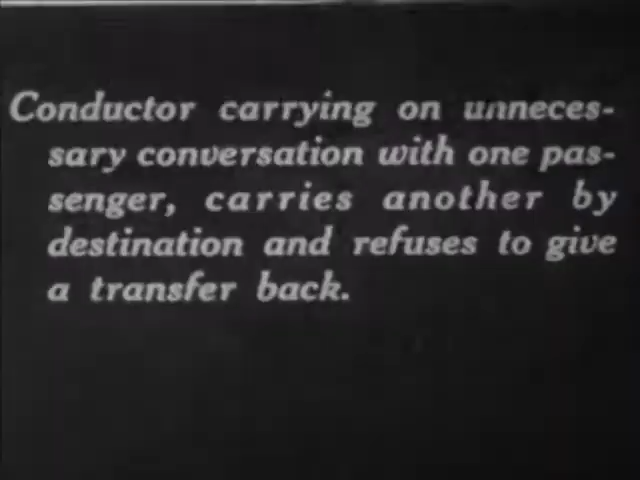 Conductor carrying on unneces-
sary conversation with one pas-
senger, carries another by
destination and refuses to give
a transfer back.